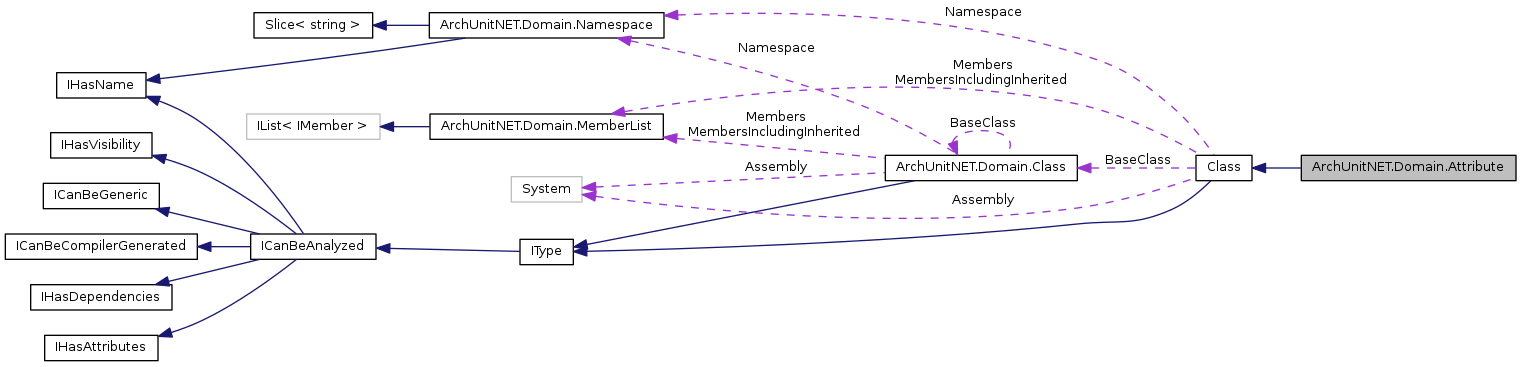 Slice< string >
ArchUnitNET.Domain.Namespace
Namespace
Namespace
IHasName
Members
MembersIncludingInherited
IList< IMember >
ArchUnitNET.Domain.MemberList
Members
MembersIncludingInherited
BaseClass
IHasVisibility
ArchUnitNET.Domain.Class
BaseClass
Class
ArchUnitNET.Domain.Attribute
System
Assembly
Assembly
ICanBeGeneric
ICanBeCompilerGenerated
ICanBeAnalyzed
IType
IHasDependencies
IHasAttributes